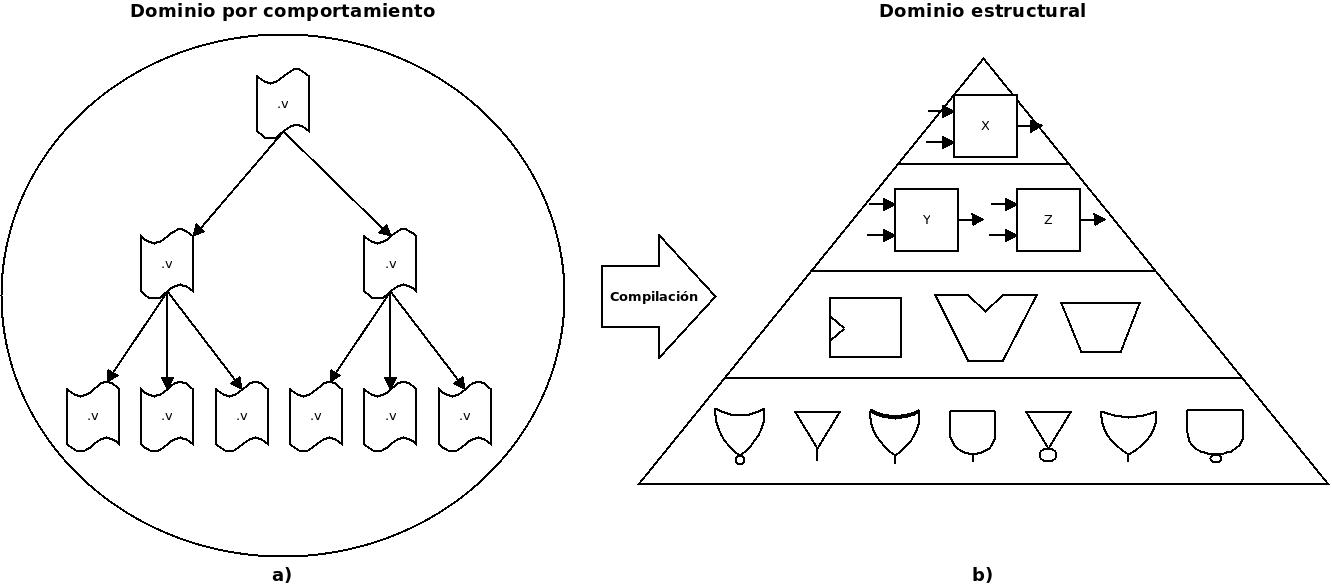 Dominio por comportamiento
Dominio estructural
.v
X
.v
.v
Y
Z
Compilación
.v
.v
.v
.v
.v
.v
a)
b)